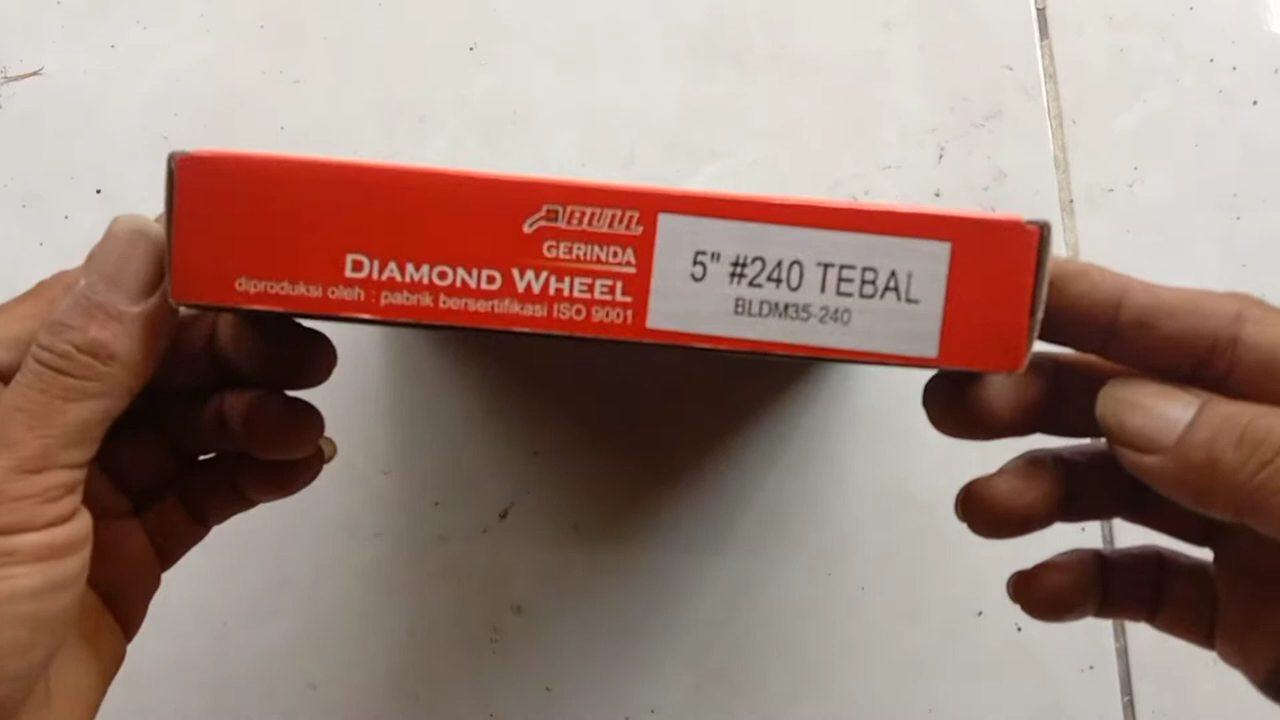 BULL
GERINDA
DIAMOND WHEEL
diproduksi oleh : pabrik bersertifikasi ISO 9001
5" #240 TEBAL
BLDM35-240